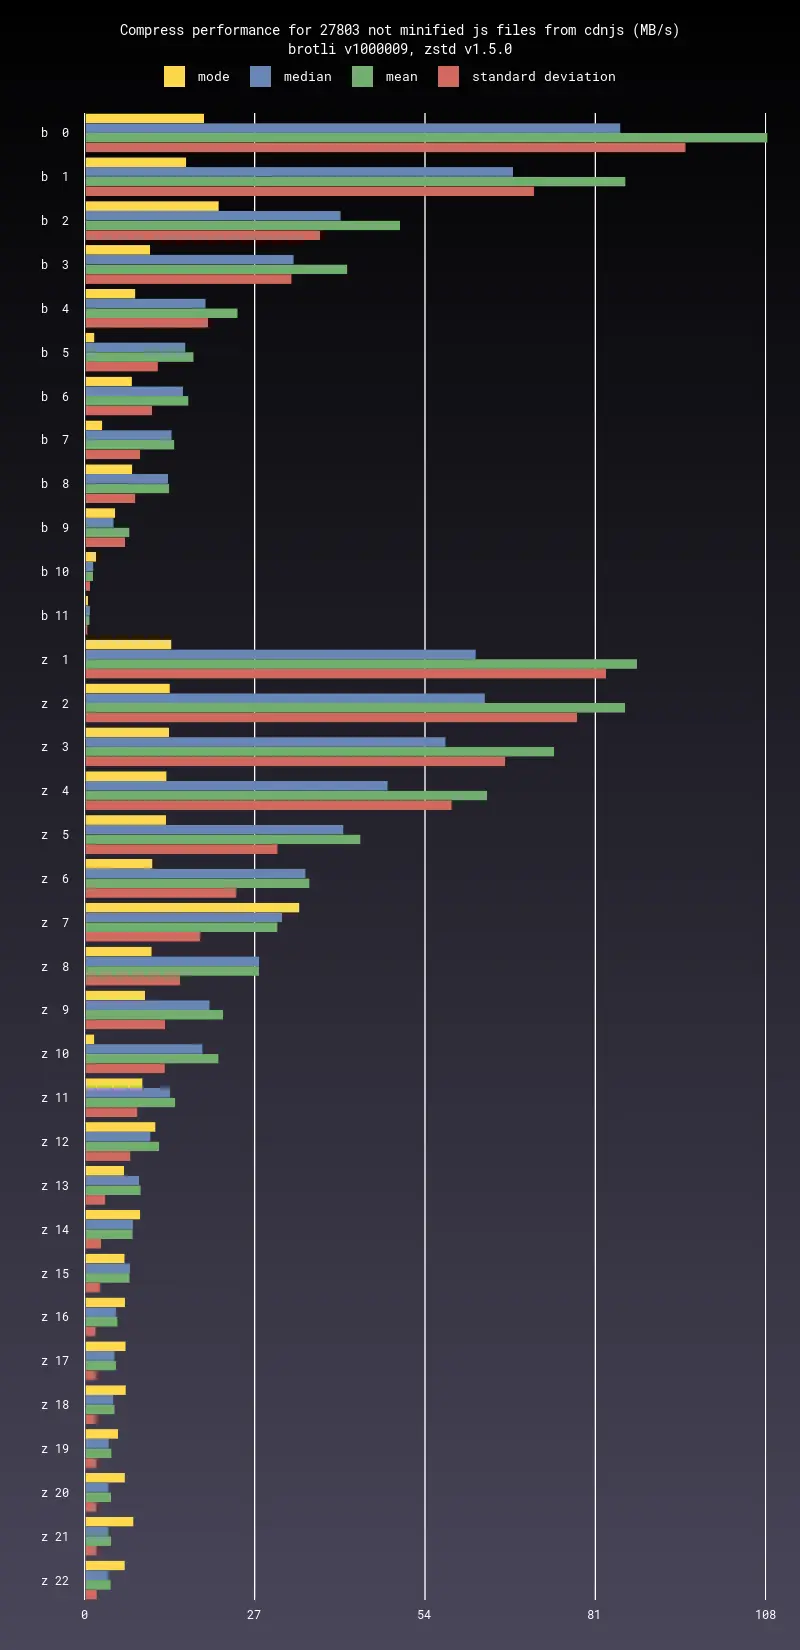 Compress performance for 27803 not minified js files from cdnjs (MB/s)
brotli v1000009, zstd v1.5.0
mode median mean standard deviation
b 0
b 1
b 2
b 3
b 4
b 5
b 6
b 7
b 8
b 9
b 10
b 11
z 1
z 2
z 3
z 4
z 5
z 6
z 7
z 8
z 9
z 10
z 11
z 12
z 13
z 14
z 15
z 16
z 17
z 18
z 19
z 20
z 21
z 22
0 27 54 81 108